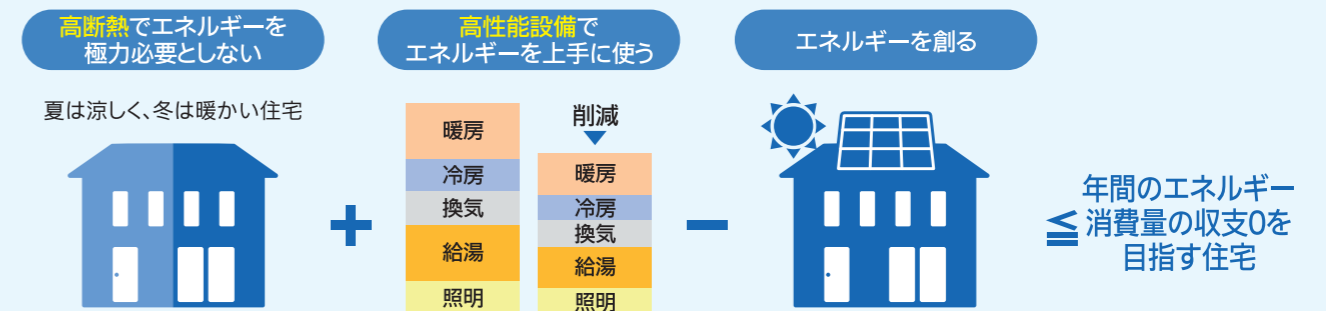 高断熱でエネルギーを
極力必要としない
高性能設備で
エネルギーを上手に使う
エネルギーを創る
夏は涼しく、冬は暖かい住宅
暖房
冷房
換気
給湯
照明
削減
暖房
冷房
換気
給湯
照明
+
−
≦
年間のエネルギー
消費量の収支0を
目指す住宅